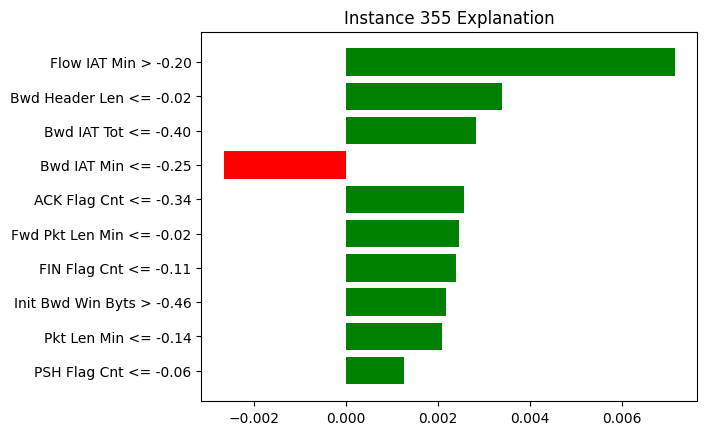 Instance 355 Explanation
Flow IAT Min > -0.20
Bwd Header Len <= -0.02
Bwd IAT Tot <= -0.40
Bwd IAT Min <= -0.25
ACK Flag Cnt <= -0.34
Fwd Pkt Len Min <= -0.02
FIN Flag Cnt <= -0.11
Init Bwd Win Byts > -0.46
Pkt Len Min <= -0.14
PSH Flag Cnt <= -0.06
−0.002 0.000 0.002 0.004 0.006